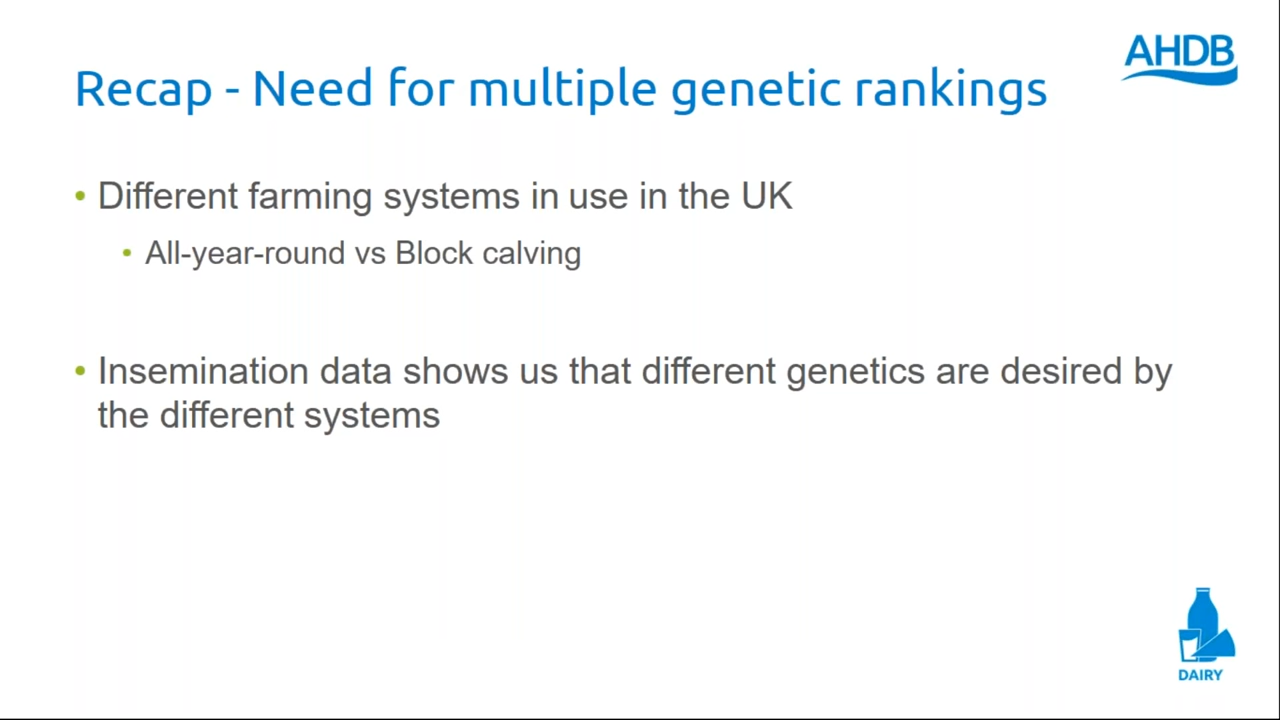 AHDB
Recap - Need for multiple genetic rankings
• Different farming systems in use in the UK
• All-year-round vs Block calving
• Insemination data shows us that different genetics are desired by
the different systems
DAIRY